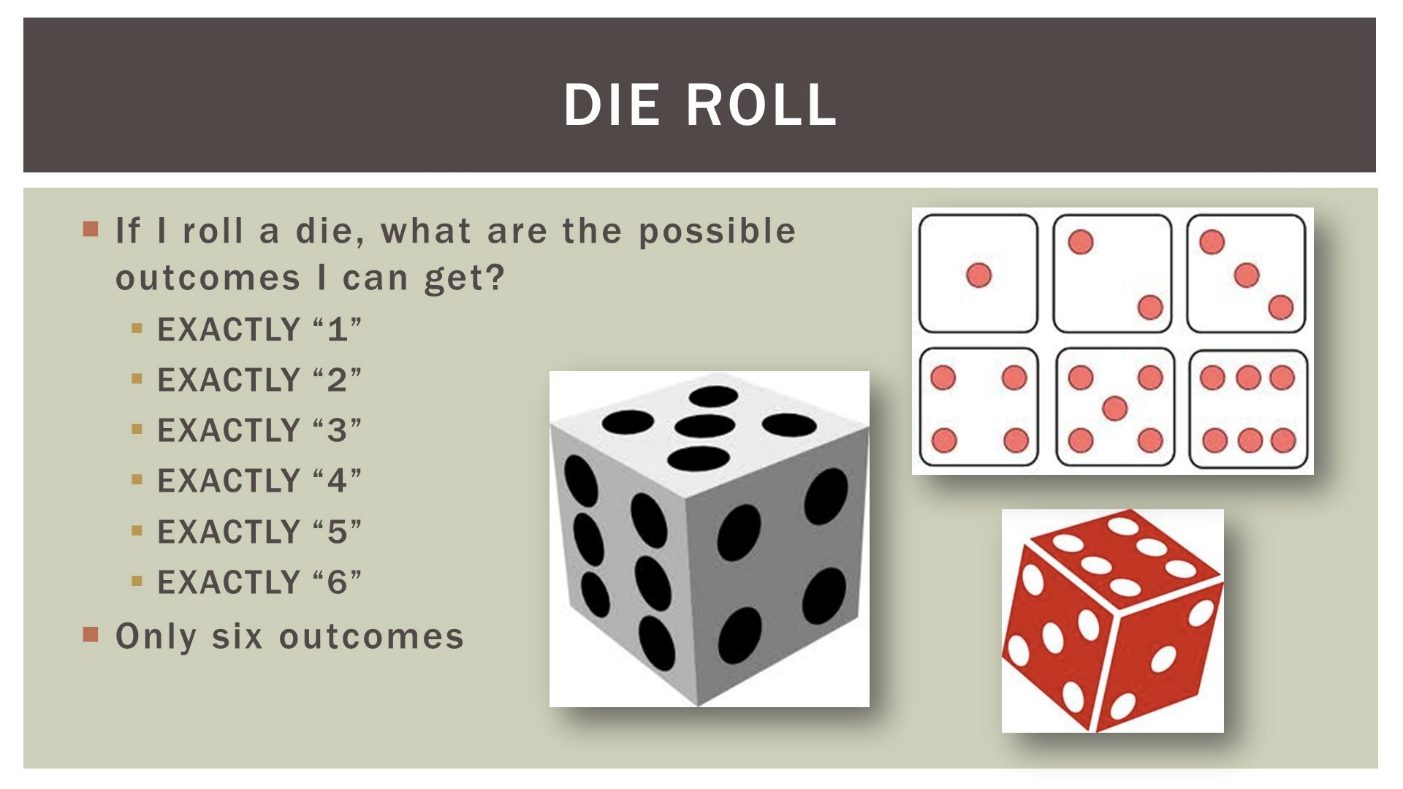 DIE ROLL
If I roll a die, what are the possible
outcomes I can get?
EXACTLY “1”
EXACTLY “2”
EXACTLY “3”
EXACTLY “4”
EXACTLY “5”
EXACTLY “6”
Only six outcomes